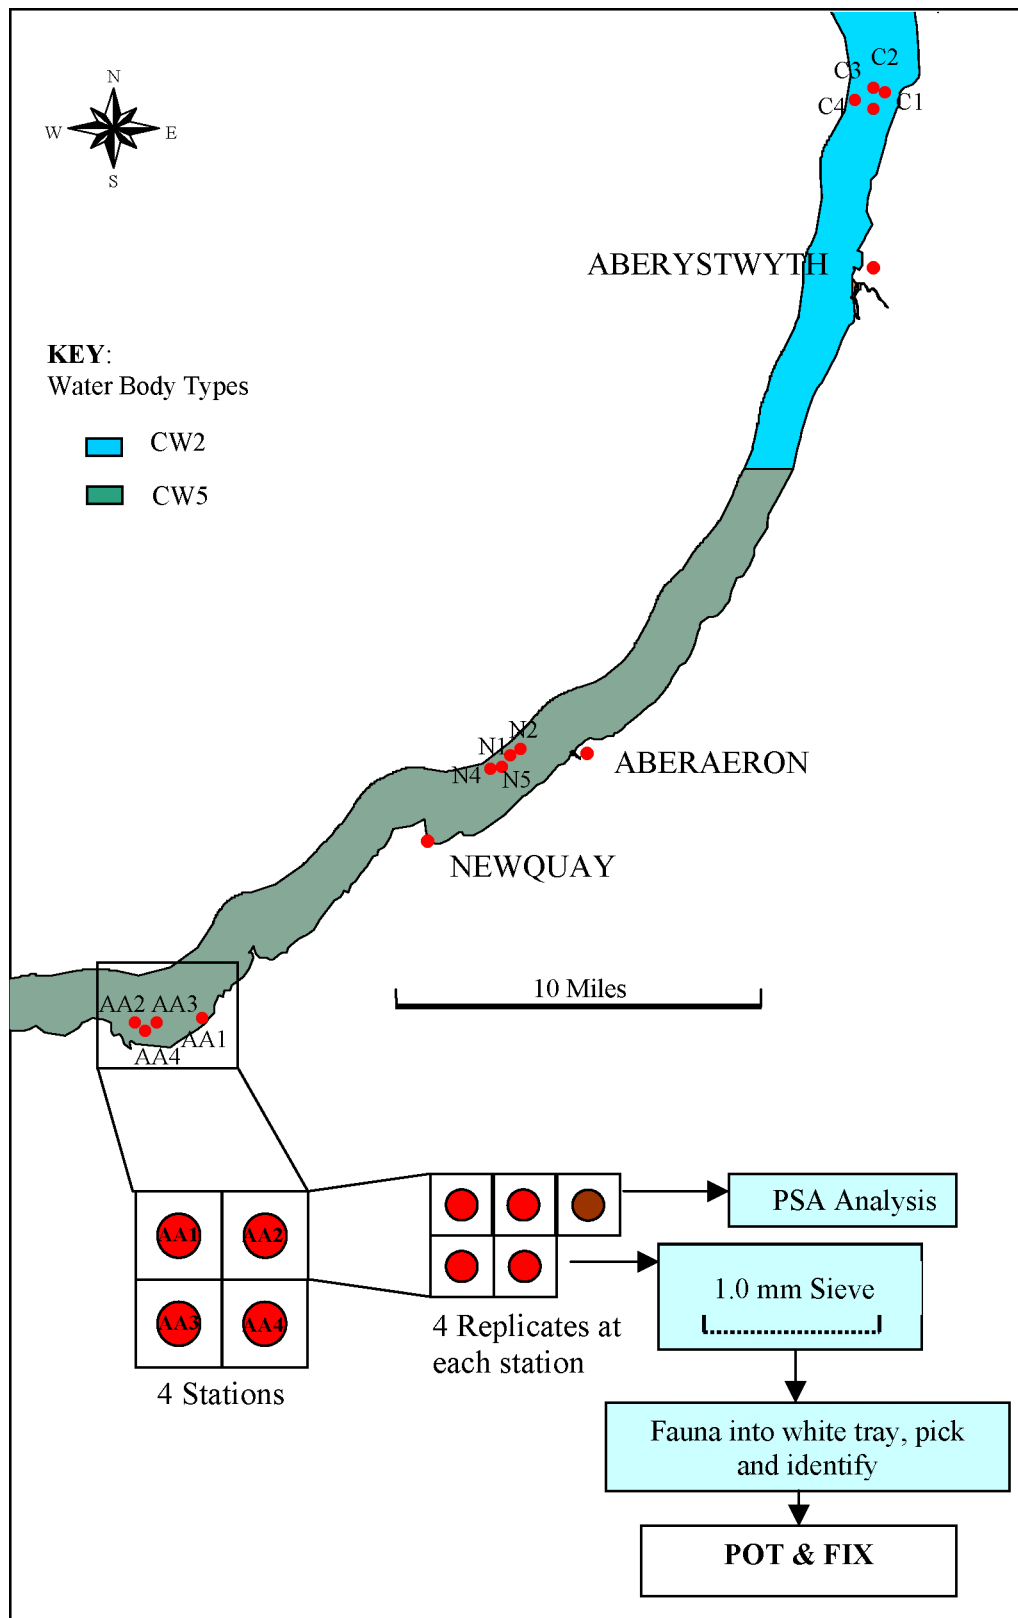 N
W E
S
C2
C3
C4 C1
ABERYSTWYTH
KEY:
Water Body Types
CW2
CW5
N2
N1
N4 N5
ABERAERON
NEWQUAY
10 Miles
AA2 AA3
AA1
AA4
AA1 AA2
AA3 AA4
4 Stations
4 Replicates at
each station
PSA Analysis
1.0 mm Sieve
Fauna into white tray, pick
and identify
POT & FIX